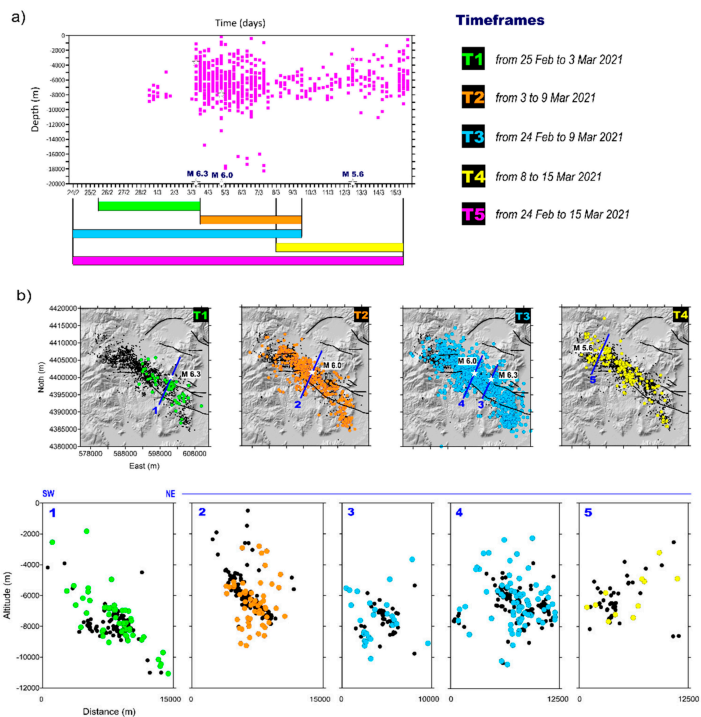 a)
Time (days)
Timeframes
Depth (m)
0
-2000
-4000
-6000
-8000
-10000
-12000
-14000
-16000
-18000
-20000
M 6.3 M 6.0 M 5.6
24/2 25/2 26/2 27/2 28/2 1/3 2/3 3/3 4/3 5/3 6/3 7/3 8/3 9/3 10/3 11/3 12/3 13/3 14/3 15/3
T1 from 25 Feb to 3 Mar 2021
T2 from 3 to 9 Mar 2021
T3 from 24 Feb to 9 Mar 2021
T4 from 8 to 15 Mar 2021
T5 from 24 Feb to 15 Mar 2021
b)
North (m)
4420000
4415000
4410000
4405000
4400000
4395000
4390000
4385000
4380000
T1
M 6.3
1
T2
M 6.0
2
T3
M 6.0
M 6.3
4 3
T4
M 5.6
5
578000 588000 598000 608000
East (m)
SW NE
Altitude (m)
0
-2000
-4000
-6000
-8000
-10000
-12000
1
2
3
4
5
0 15000
0 15000
0 10000
0 12500
0 12500
Distance (m)